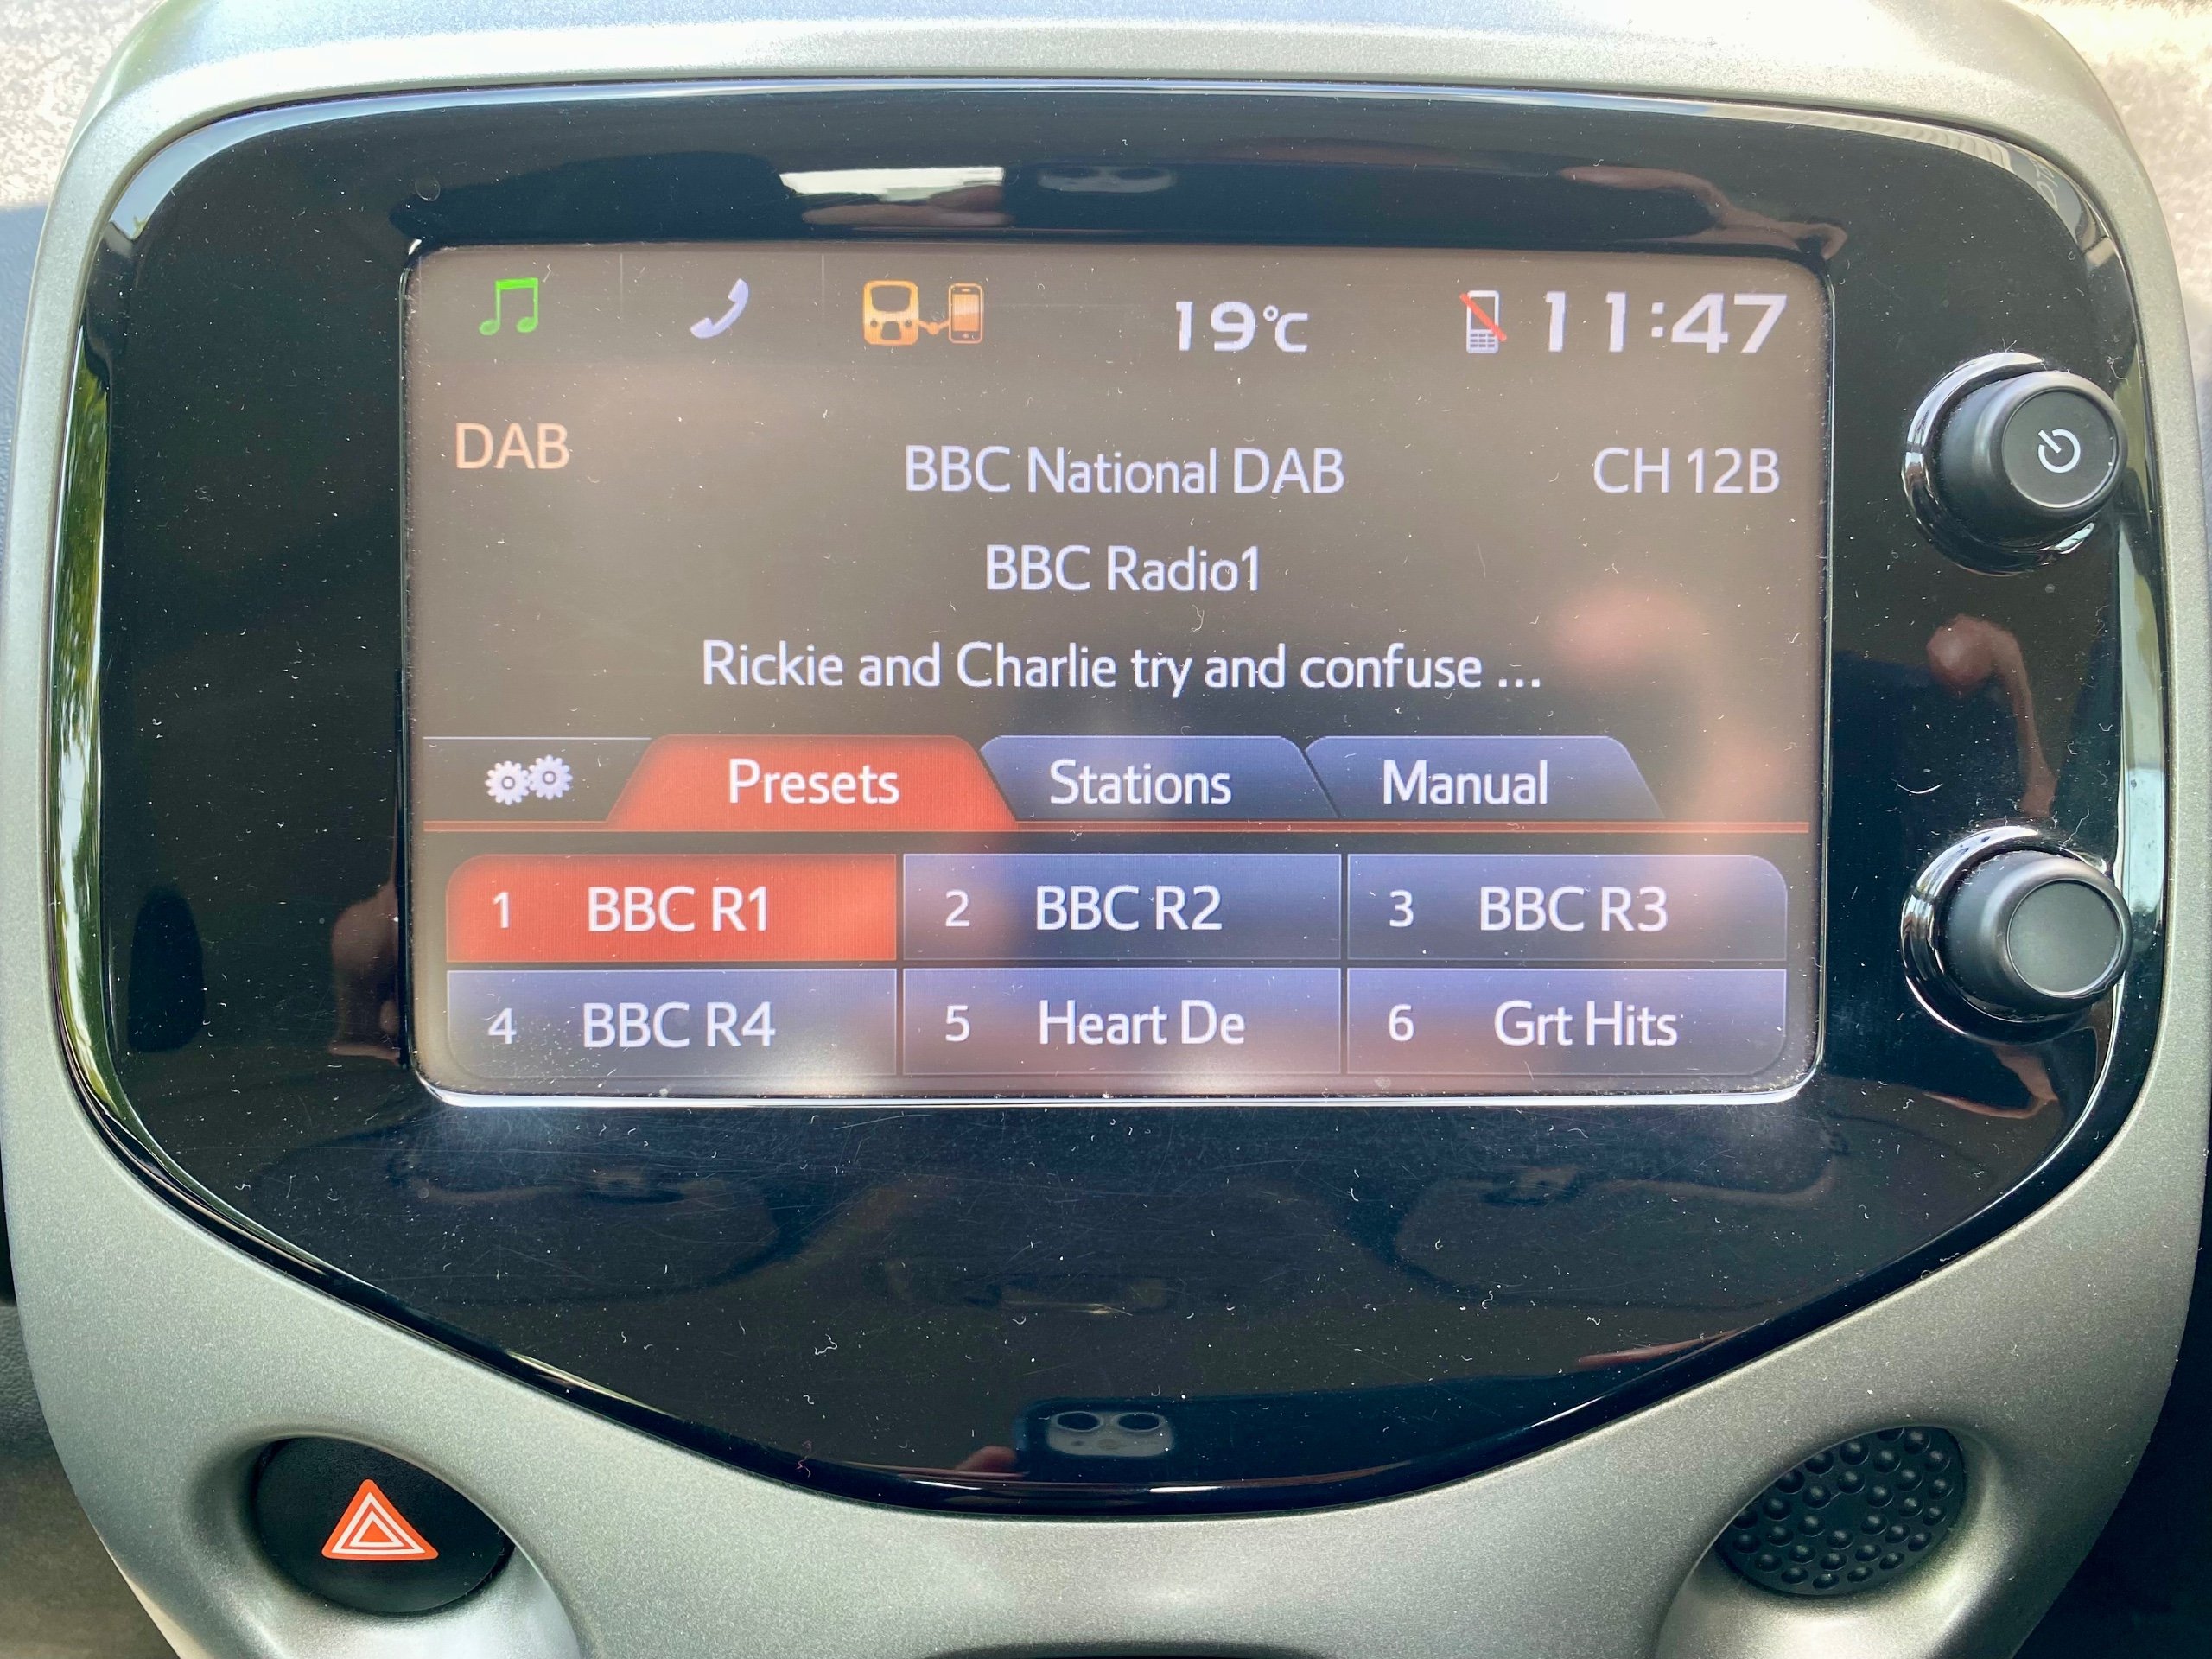 19°C 11:47
DAB
BBC National DAB CH 12B
BBC Radio1
Rickie and Charlie try and confuse ...
Presets Stations Manual
1 BBC R1 2 BBC R2 3 BBC R3
4 BBC R4 5 Heart De 6 Grt Hits